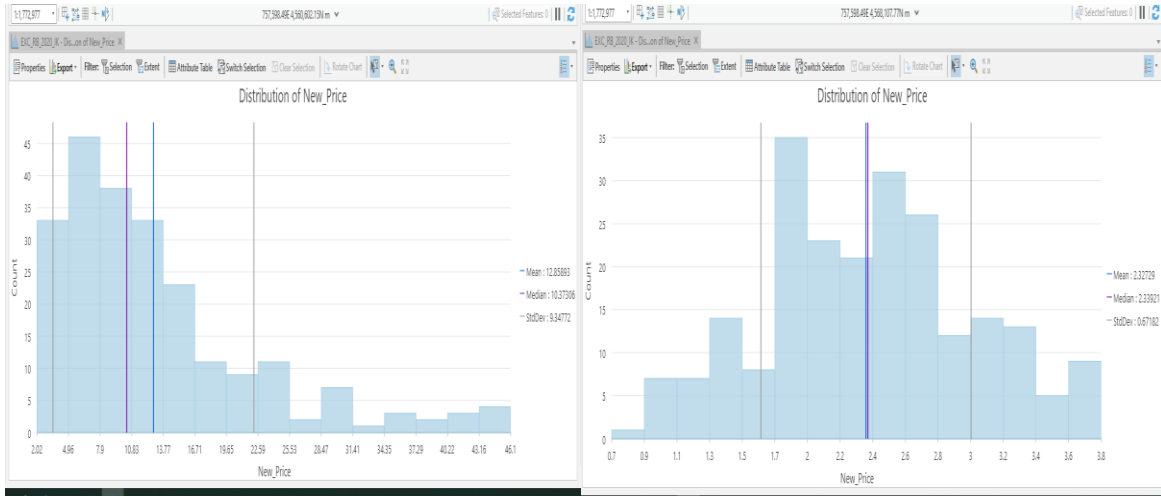 1:1,772,977
757,598.49E 4,560,602.15N m
Selected Features: 0
EXC_RB_2020_IK - Dis...on of New_Price
Properties Export Filter: Selection Extent Attribute Table Switch Selection Clear Selection Rotate Chart
Distribution of New_Price
Count
45
40
35
30
25
20
15
10
5
0
2.02 4.96 7.9 10.83 13.77 16.71 19.65 22.59 25.53 28.47 31.41 34.35 37.29 40.22 43.16 46.1
New_Price
Mean : 12.85893
Median : 10.37306
StdDev : 9.34772
1:1,772,977
757,598.49E 4,560,107.77N m
Selected Features: 0
EXC_RB_2020_IK - Dis...on of New_Price
Properties Export Filter: Selection Extent Attribute Table Switch Selection Clear Selection Rotate Chart
Distribution of New_Price
Count
35
30
25
20
15
10
5
0
0.7 0.9 1.1 1.3 1.5 1.7 2 2.2 2.4 2.6 2.8 3 3.2 3.4 3.6 3.8
New_Price
Mean : 2.32729
Median : 2.33921
StdDev : 0.67182